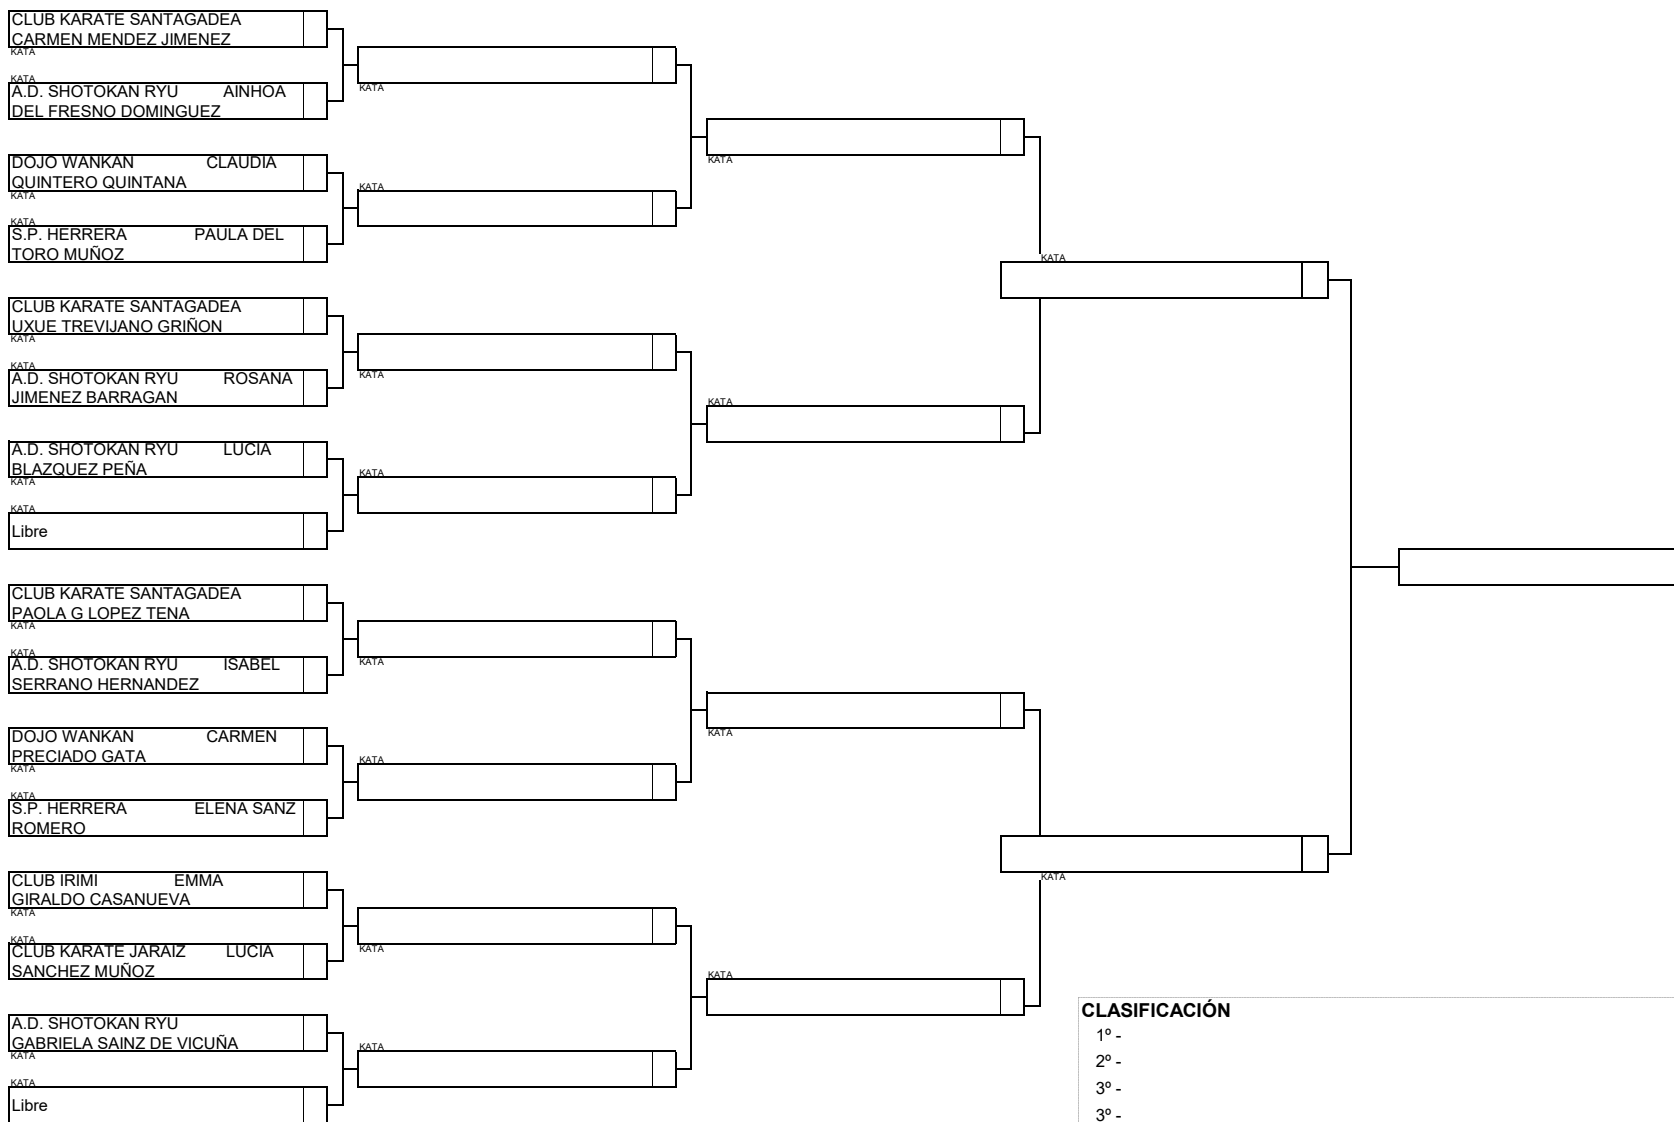 CLUB KARATE SANTAGADEA
CARMEN MENDEZ JIMENEZ
KATA
KATA
A.D. SHOTOKAN RYU AINHOA
DEL FRESNO DOMINGUEZ
DOJO WANKAN CLAUDIA
QUINTERO QUINTANA
KATA
KATA
S.P. HERRERA PAULA DEL
TORO MUÑOZ
CLUB KARATE SANTAGADEA
UXUE TREVIJANO GRIÑON
KATA
KATA
A.D. SHOTOKAN RYU ROSANA
JIMENEZ BARRAGAN
A.D. SHOTOKAN RYU LUCIA
BLAZQUEZ PEÑA
KATA
KATA
Libre
CLUB KARATE SANTAGADEA
PAOLA G LOPEZ TENA
KATA
KATA
A.D. SHOTOKAN RYU ISABEL
SERRANO HERNANDEZ
DOJO WANKAN CARMEN
PRECIADO GATA
KATA
KATA
S.P. HERRERA ELENA SANZ
ROMERO
CLUB IRIMI EMMA
GIRALDO CASANUEVA
KATA
KATA
CLUB KARATE JARAIZ LUCIA
SANCHEZ MUÑOZ
A.D. SHOTOKAN RYU
GABRIELA SAINZ DE VICUÑA
KATA
KATA
Libre
KATA
KATA
KATA
KATA
KATA
KATA
KATA
KATA
KATA
KATA
KATA
KATA
KATA
KATA
CLASIFICACIÓN
1º -
2º -
3º -
3º -